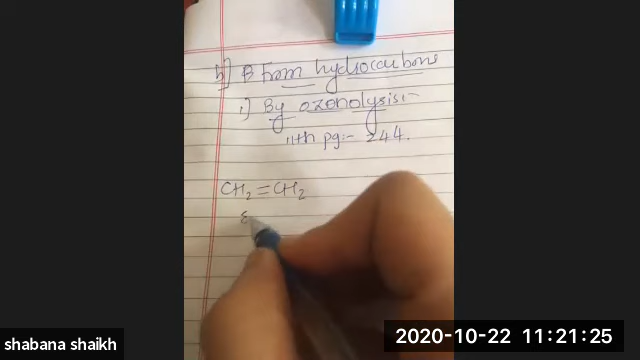 b] From hydrocarbons
i) By ozonolysis:-
11th pg:- 244.
CH₂=CH₂
shabana shaikh
2020-10-22 11:21:25